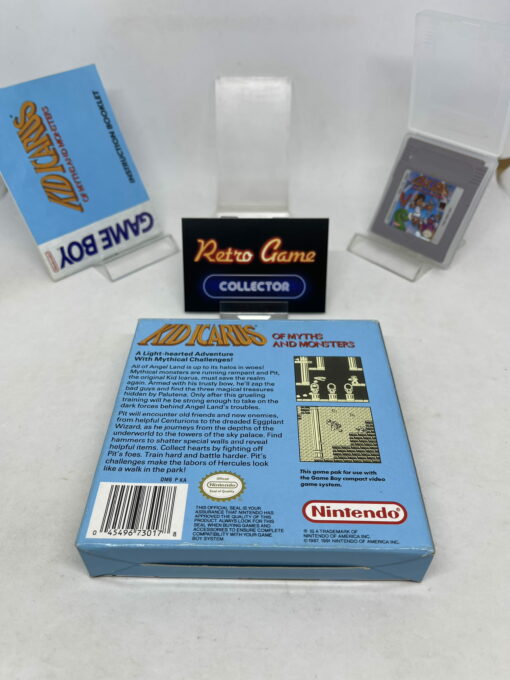 KID ICARUS
OF MYTHS AND MONSTERS
INSTRUCTION BOOKLET
GAME BOY
Retro Game
COLLECTOR
KID ICARUS
OF MYTHS
AND MONSTERS
A Light-hearted Adventure
With Mythical Challenges!
All of Angel Land is up to its halos in woes!
Mythical monsters are running rampant and Pit,
the original Kid Icarus, must save the realm
again. Armed with his trusty bow, he'll zap the
bad guys and find the three magical treasures
hidden by Palutena. Only after this grueling
training will he be strong enough to take on the
dark forces behind Angel Land's troubles.
Pit will encounter old friends and new enemies,
from helpful Centurions to the dreaded Eggplant
Wizard, as he journeys from the depths of the
underworld to the towers of the sky palace. Find
hammers to shatter special walls and reveal
helpful items. Collect hearts by fighting off
Pit's foes. Train hard and battle harder. Pit's
challenges make the labors of Hercules look
like a walk in the park!
DMG P KA
This game pak for use with
the Game Boy compact video
game system.
Official
Nintendo
Seal of Quality
0 45496 73017 8
THIS OFFICIAL SEAL IS YOUR
ASSURANCE THAT NINTENDO HAS
APPROVED THE QUALITY OF THIS
PRODUCT. ALWAYS LOOK FOR THIS
SEAL WHEN BUYING GAMES AND
ACCESSORIES TO ENSURE COMPLETE
COMPATIBILITY WITH YOUR GAME
BOY SYSTEM.
Nintendo®
® IS A TRADEMARK OF
NINTENDO OF AMERICA INC.
© 1987, 1991 NINTENDO OF AMERICA INC.